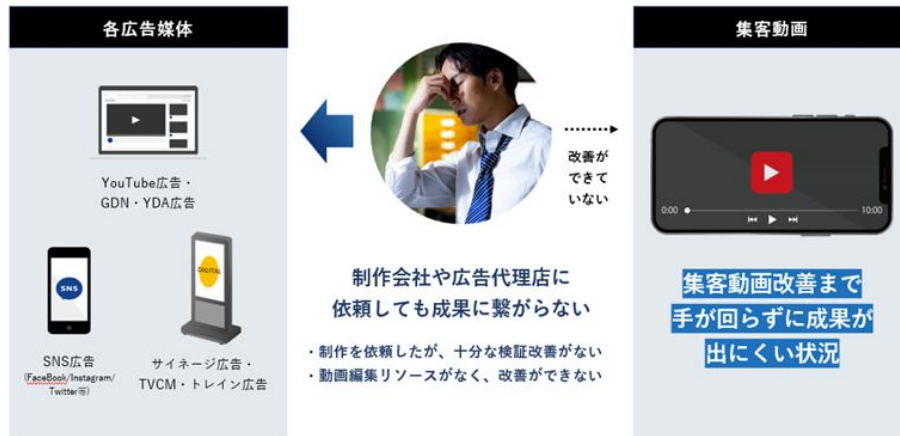 各広告媒体
YouTube広告・
GDN・YDA広告
SNS
SNS広告
(FaceBook/Instagram/
Twitter等)
DIGITAL
サイネージ広告・
TVCM・トレイン広告
改善が
できて
いない
制作会社や広告代理店に
依頼しても成果に繋がらない
・制作を依頼したが、十分な検証改善がない
・動画編集リソースがなく、改善ができない
集客動画
0:00
10:00
集客動画改善まで
手が回らずに成果が
出にくい状況